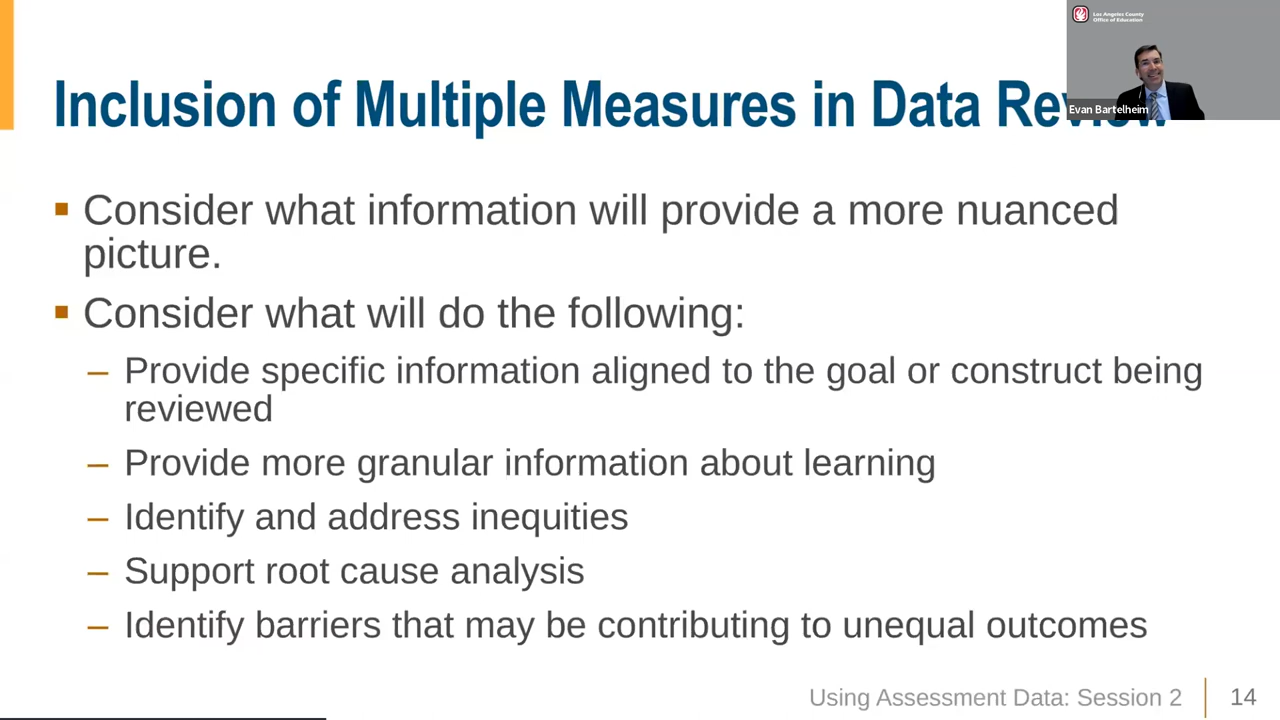 Los Angeles County
Office of Education
Evan Bartelheim
Inclusion of Multiple Measures in Data Review
▪ Consider what information will provide a more nuanced
picture.
▪ Consider what will do the following:
– Provide specific information aligned to the goal or construct being
reviewed
– Provide more granular information about learning
– Identify and address inequities
– Support root cause analysis
– Identify barriers that may be contributing to unequal outcomes
Using Assessment Data: Session 2
14